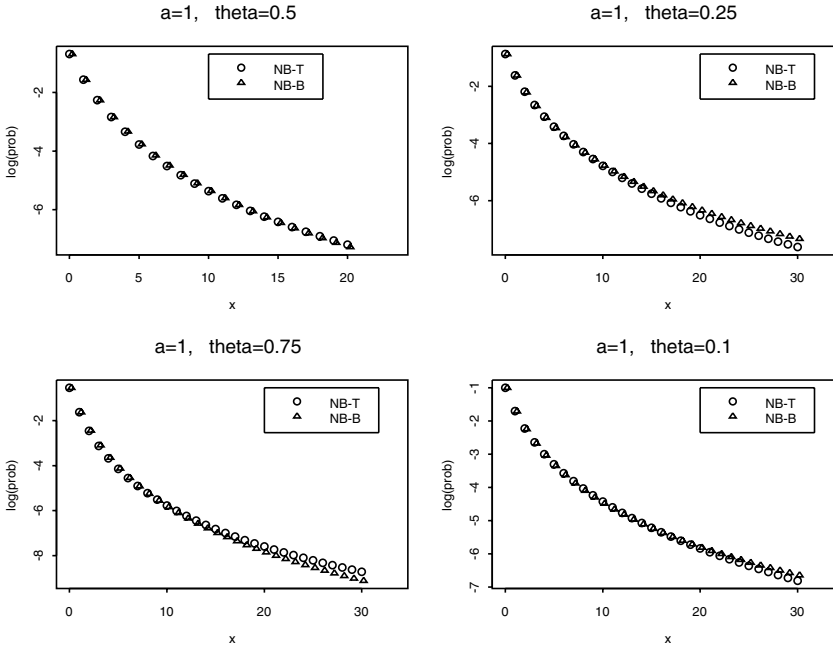 a=1, theta=0.5
NB-T
NB-B
log(prob)
-2
-4
-6
0 5 10 15 20
x
a=1, theta=0.25
NB-T
NB-B
log(prob)
-2
-4
-6
0 10 20 30
x
a=1, theta=0.75
NB-T
NB-B
log(prob)
-2
-4
-6
-8
0 10 20 30
x
a=1, theta=0.1
NB-T
NB-B
log(prob)
-1
-2
-3
-4
-5
-6
-7
0 10 20 30
x